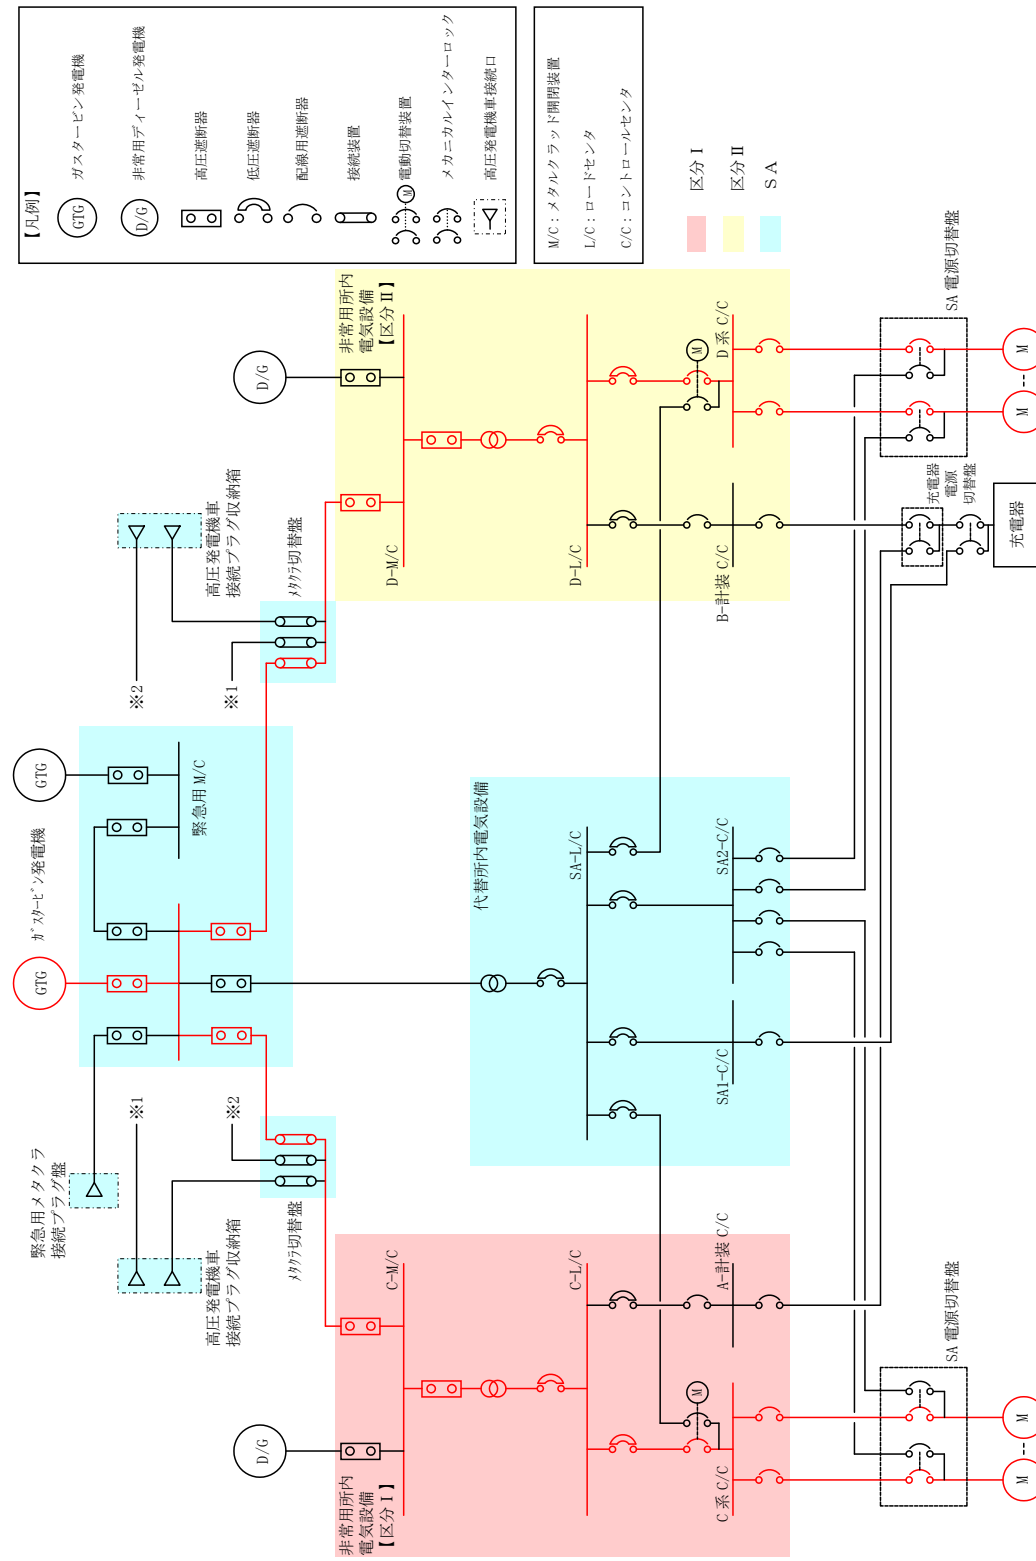 【凡例】
GTG
ガスタービン発電機
D/G
非常用ディーゼル発電機
高圧遮断器
低圧遮断器
配線用遮断器
接続装置
M
電動切替装置
メカニカルインターロック
高圧発電機車接続口
M/C：メタルクラッド開閉装置
L/C：ロードセンタ
C/C：コントロールセンタ
区分Ⅰ
区分Ⅱ
ＳＡ
緊急用メタクラ
接続プラグ盤
GTG
ｶﾞｽﾀｰﾋﾞﾝ発電機
GTG
緊急用 M/C
高圧発電機車
接続プラグ収納箱
※1
※2
ﾒﾀｸﾗ切替盤
※2
※1
高圧発電機車
接続プラグ収納箱
ﾒﾀｸﾗ切替盤
D/G
非常用所内
電気設備
【区分Ⅰ】
C-M/C
C-L/C
M
C 系 C/C
A-計装 C/C
代替所内電気設備
SA-L/C
SA1-C/C
SA2-C/C
D/G
非常用所内
電気設備
【区分Ⅱ】
D-M/C
D-L/C
M
B-計装 C/C
D 系 C/C
SA 電源切替盤
M
M
充電器
電源
切替盤
充電器
SA 電源切替盤
M
M